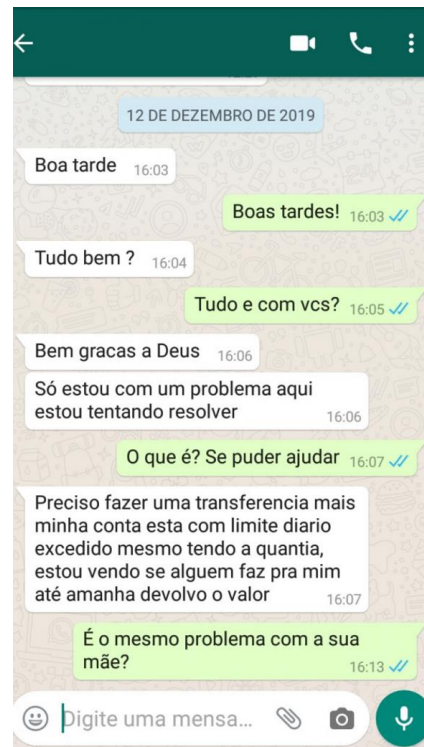 12 DE DEZEMBRO DE 2019
Boa tarde 16:03
Boas tardes! 16:03
Tudo bem ? 16:04
Tudo e com vcs? 16:05
Bem gracas a Deus 16:06
Só estou com um problema aqui
estou tentando resolver 16:06
O que é? Se puder ajudar 16:07
Preciso fazer uma transferencia mais
minha conta esta com limite diario
excedido mesmo tendo a quantia,
estou vendo se alguem faz pra mim
até amanha devolvo o valor 16:07
É o mesmo problema com a sua
mãe? 16:13
Digite uma mensa...